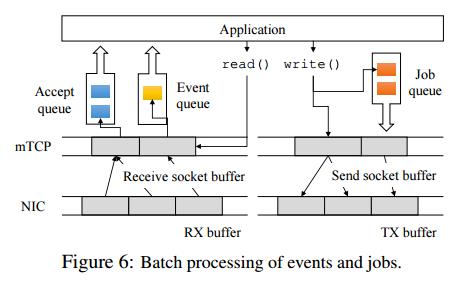 Application
read() write()
Accept
queue
Event
queue
Job
queue
mTCP
Receive socket buffer
Send socket buffer
NIC
RX buffer
TX buffer
Figure 6: Batch processing of events and jobs.